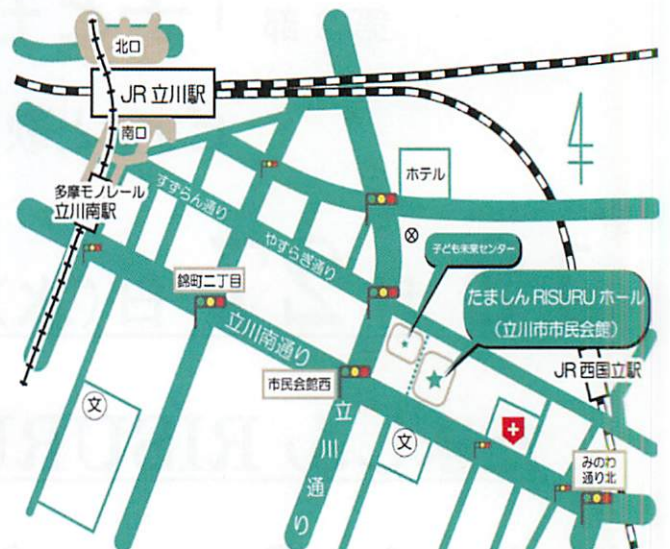 北口
JR 立川駅
南口
多摩モノレール
立川南駅
すずらん通り
ホテル
やすらぎ通り
子ども未来センター
錦町二丁目
たましん RISURU ホール
(立川市市民会館)
立川南通り
JR 西国立駅
市民会館西
立川通り
文
文
みのわ
通り北